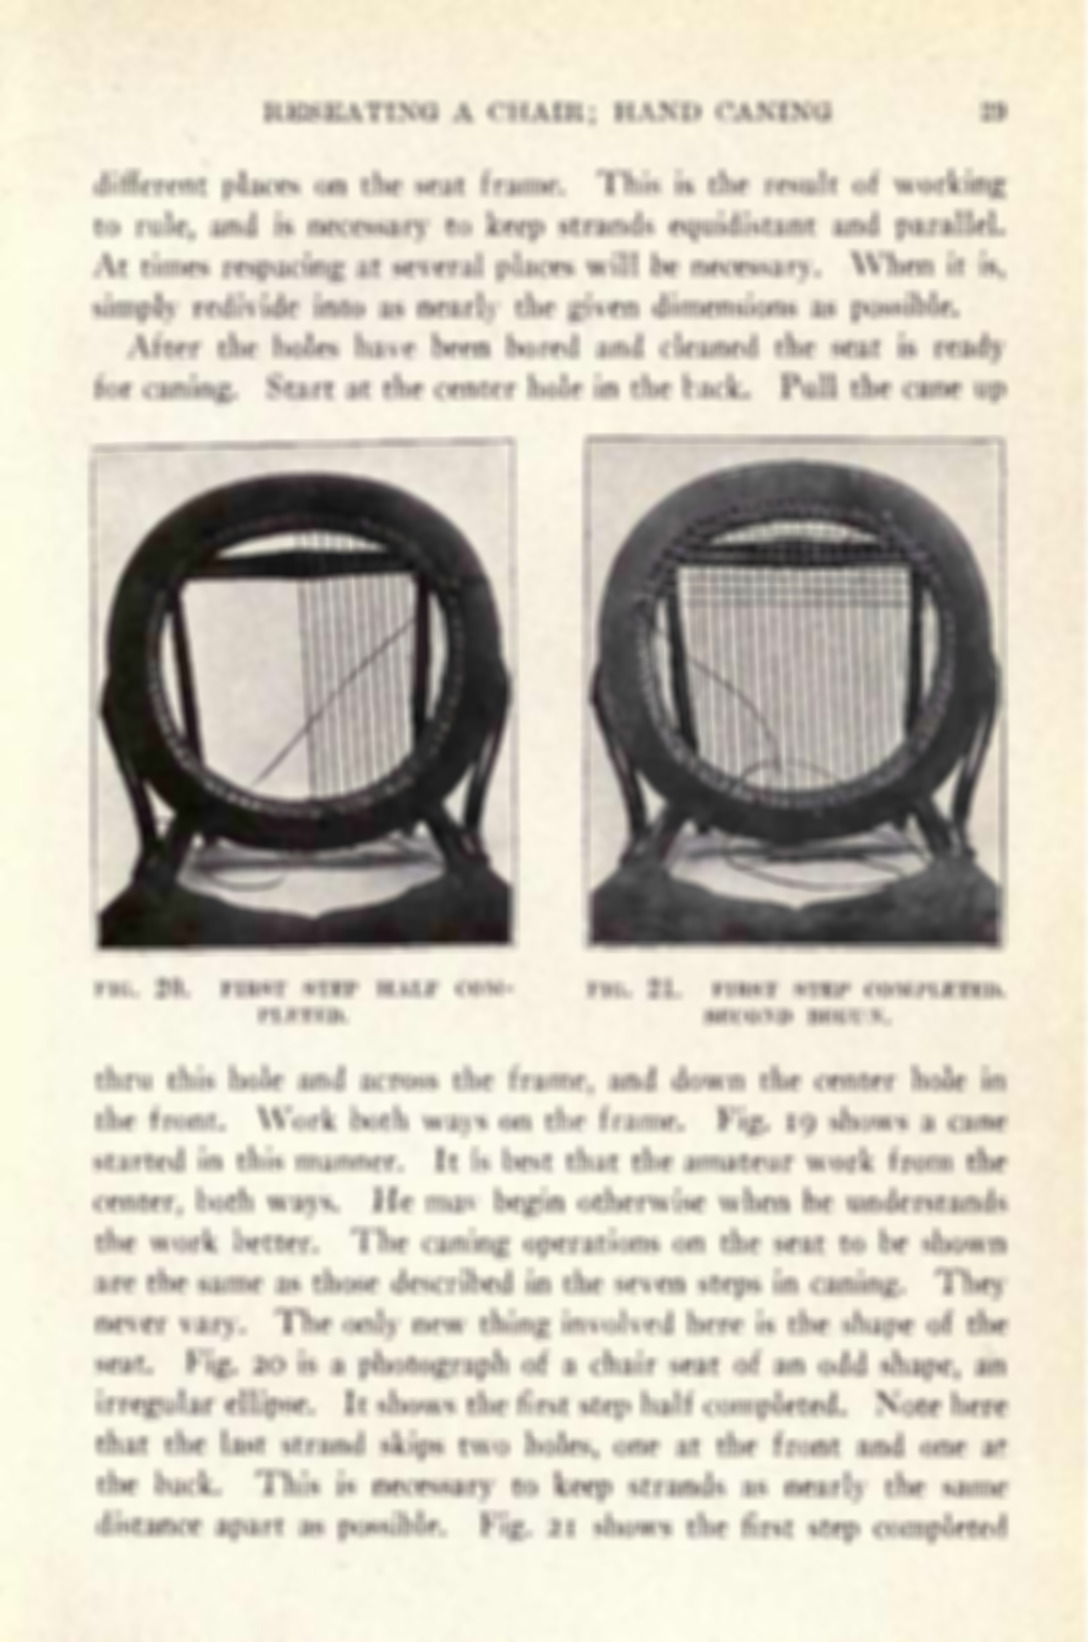 RESEATING A CHAIR; HAND CANING 29
different places on the seat frame. This is the result of working
to rule, and is necessary to keep strands equidistant and parallel.
At times respacing at several places will be necessary. When it is,
simply redivide into as nearly the given dimensions as possible.
After the holes have been bored and cleaned the seat is ready
for caning. Start at the center hole in the back. Pull the cane up
FIG. 20. FIRST STEP HALF COM-
PLETED.
FIG. 21. FIRST STEP COMPLETED.
SECOND BEGUN.
thru this hole and across the frame, and down the center hole in
the front. Work both ways on the frame. Fig. 19 shows a cane
started in this manner. It is best that the amateur work from the
center, both ways. He may begin otherwise when he understands
the work better. The caning operations on the seat to be shown
are the same as those described in the seven steps in caning. They
never vary. The only new thing involved here is the shape of the
seat. Fig. 20 is a photograph of a chair seat of an odd shape, an
irregular ellipse. It shows the first step half completed. Note here
that the last strand skips two holes, one at the front and one at
the back. This is necessary to keep strands as nearly the same
distance apart as possible. Fig. 21 shows the first step completed